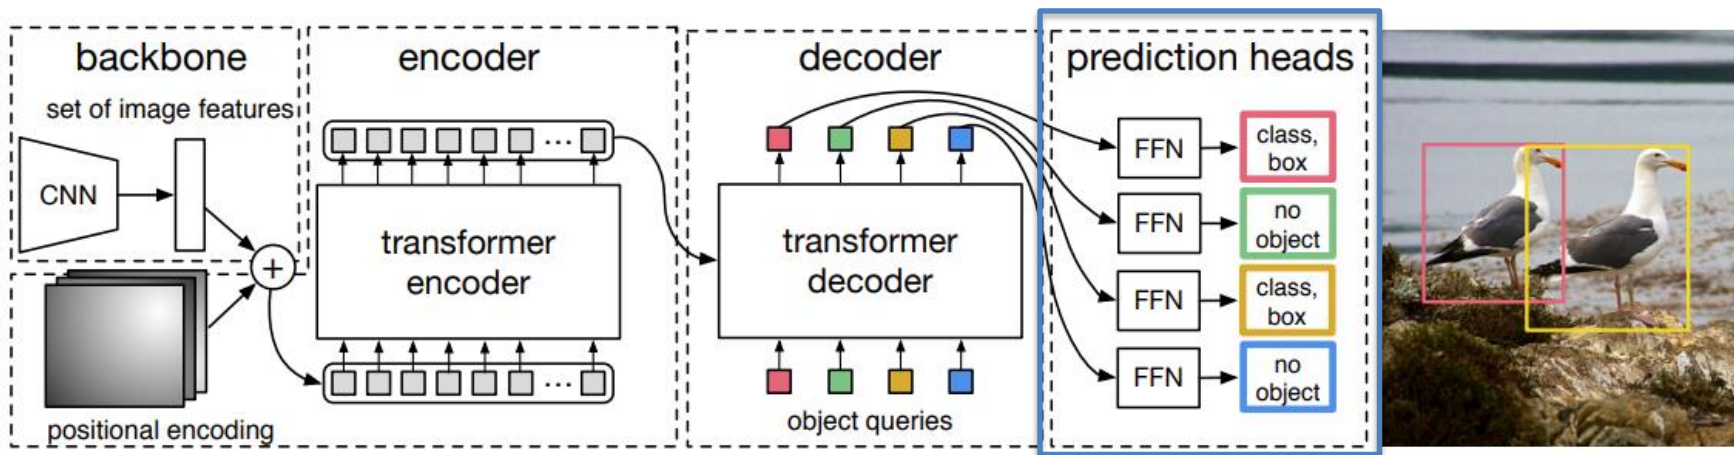 backbone
set of image features
CNN
+
positional encoding
encoder
...
transformer
encoder
...
decoder
transformer
decoder
object queries
prediction heads
FFN
class,
box
FFN
no
object
FFN
class,
box
FFN
no
object